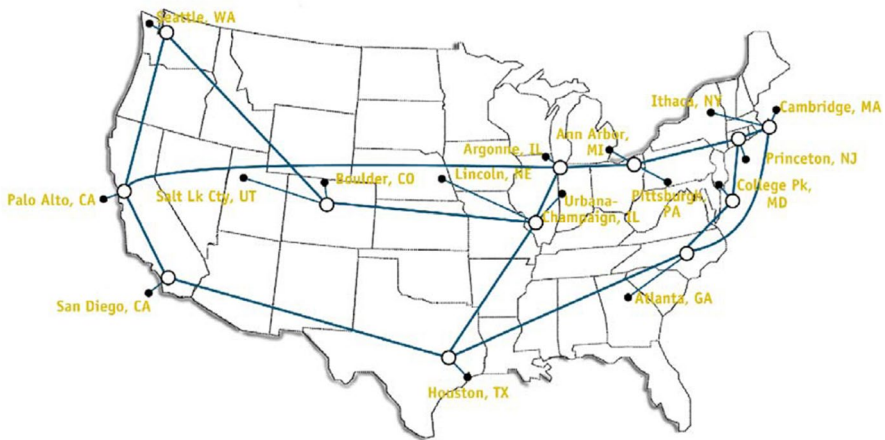 Seattle, WA
Ithaca, NY
Cambridge, MA
Ann Arbor,
MI
Argonne, IL
Princeton, NJ
Lincoln, NE
Boulder, CO
Salt Lk Cty, UT
Palo Alto, CA
Urbana-
Champaign, IL
Pittsburgh,
PA
College Pk,
MD
Atlanta, GA
San Diego, CA
Houston, TX